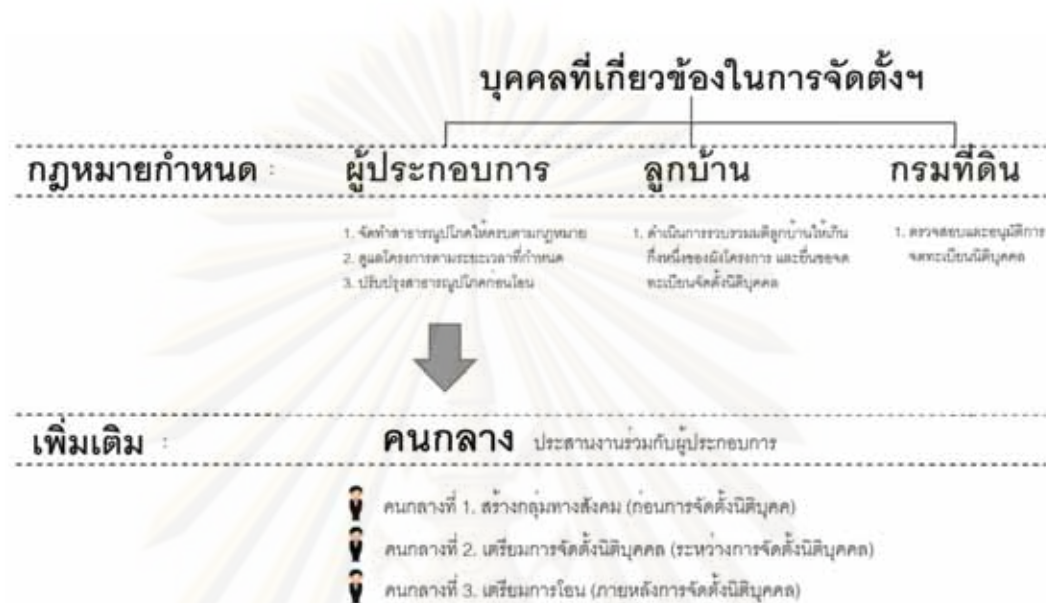 บุคคลที่เกี่ยวข้องในการจัดตั้งฯ
กฎหมายกำหนด :
ผู้ประกอบการ
ลูกบ้าน
กรมที่ดิน
1. จัดทำสาธารณูปโภคให้ครบตามกฎหมาย
2. ดูแลโครงการตามระยะเวลาที่กำหนด
3. ปรับปรุงสาธารณูปโภคก่อนโอน
1. ดำเนินการรวบรวมมติลูกบ้านให้เกิน
กึ่งหนึ่งของผังโครงการ และยื่นขอจด
ทะเบียนจัดตั้งนิติบุคคล
1. ตรวจสอบและอนุมัติการ
จดทะเบียนนิติบุคคล
เพิ่มเติม :
คนกลาง ประสานงานร่วมกับผู้ประกอบการ
คนกลางที่ 1. สร้างกลุ่มทางสังคม (ก่อนการจัดตั้งนิติบุคค)
คนกลางที่ 2. เตรียมการจัดตั้งนิติบุคคล (ระหว่างการจัดตั้งนิติบุคคล)
คนกลางที่ 3. เตรียมการโอน (ภายหลังการจัดตั้งนิติบุคคล)